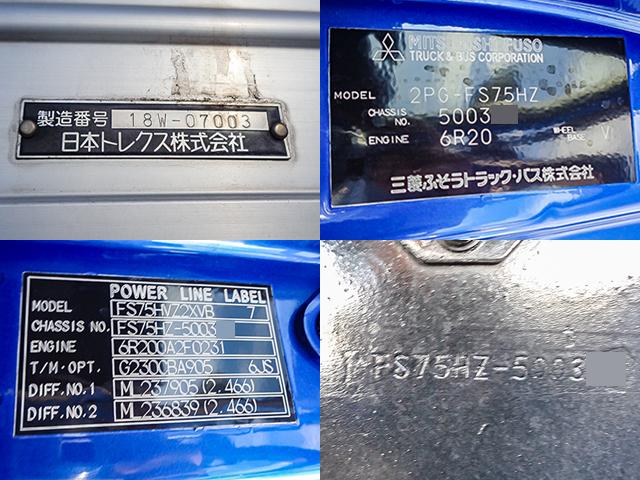 製造番号 18W-07003
日本トレクス株式会社
MITSUBISHI FUSO
TRUCK & BUS CORPORATION
MODEL 2PG-FS75HZ
CHASSIS NO. 5003
ENGINE 6R20 WHEEL BASE V
三菱ふそうトラック・バス株式会社
POWER LINE LABEL
MODEL FS75HVZ2XVB 7
CHASSIS NO. FS75HZ-5003
ENGINE 6R200A2F0231
T/M・OPT. G2300BA905 6JS
DIFF.NO.1 M 237905(2.466)
DIFF.NO.2 M 236839(2.466)
FS75HZ-5003